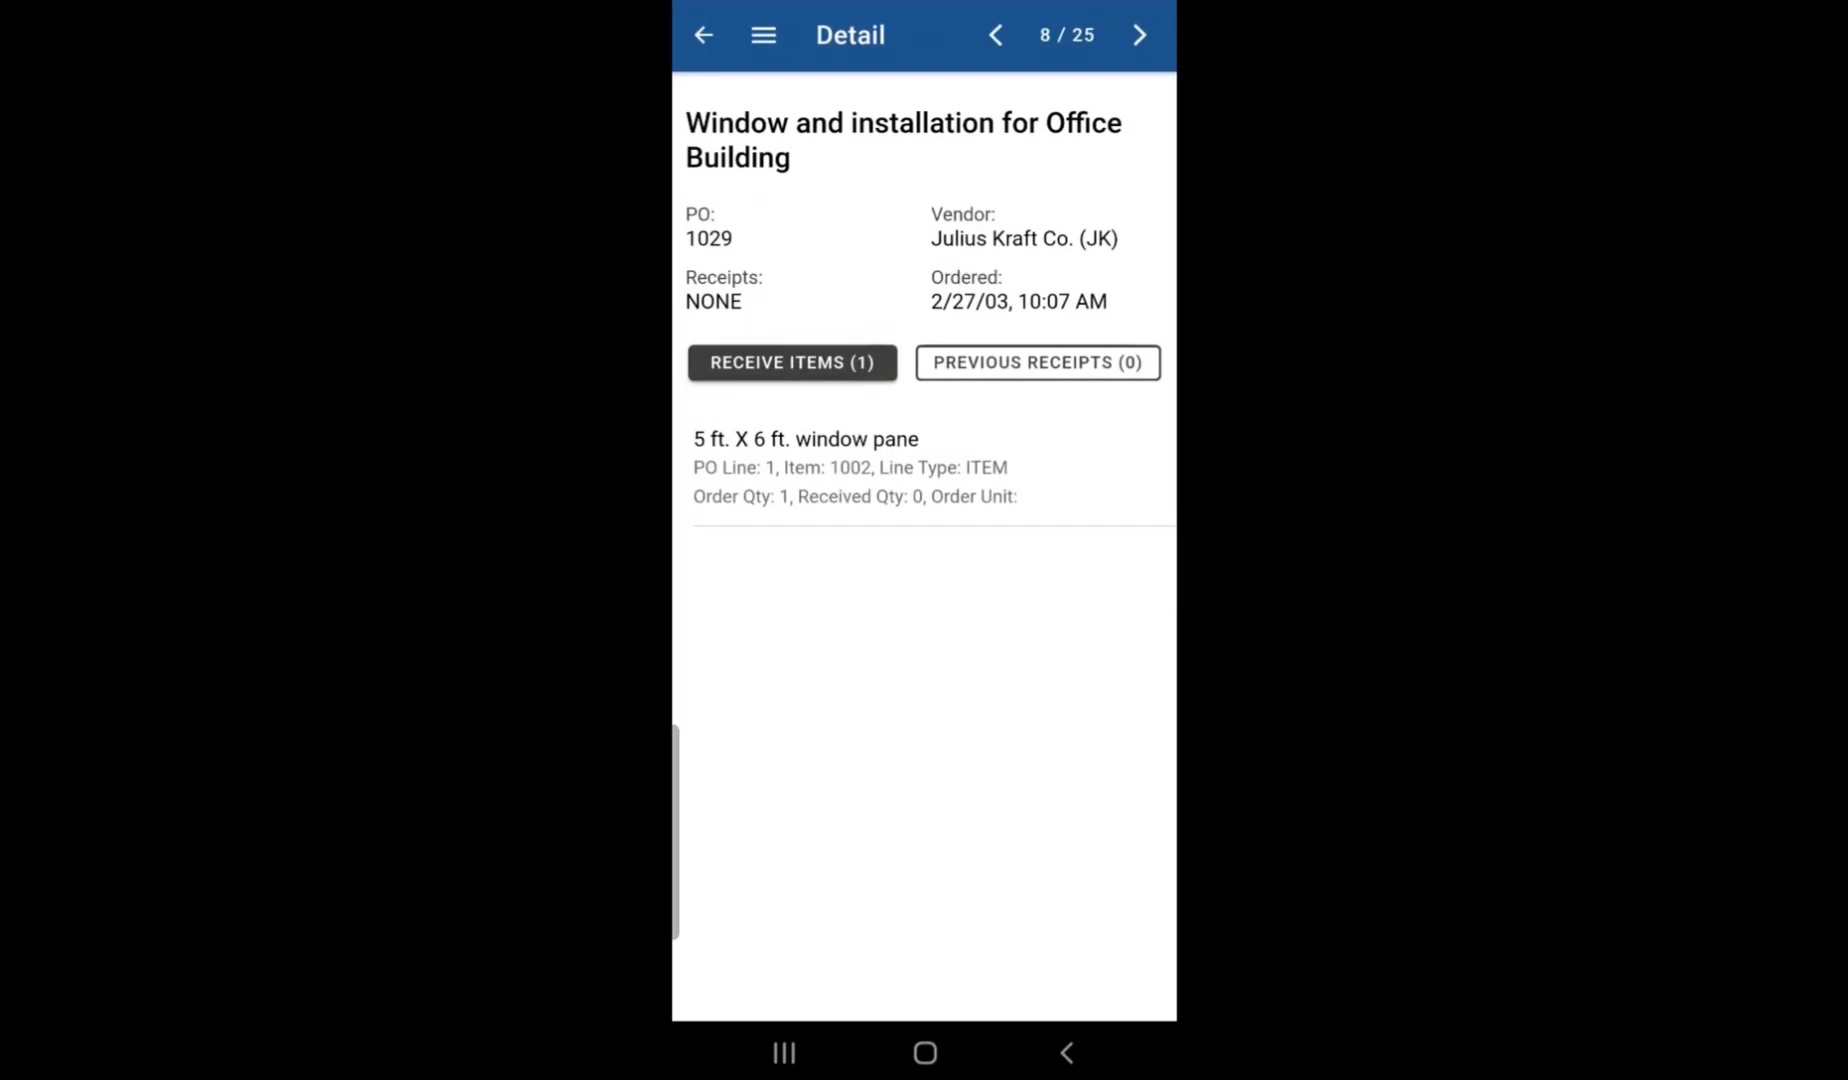 Detail
8 / 25
Window and installation for Office
Building
PO:
1029
Vendor:
Julius Kraft Co. (JK)
Receipts:
NONE
Ordered:
2/27/03, 10:07 AM
RECEIVE ITEMS (1)
PREVIOUS RECEIPTS (0)
5 ft. X 6 ft. window pane
PO Line: 1, Item: 1002, Line Type: ITEM
Order Qty: 1, Received Qty: 0, Order Unit: